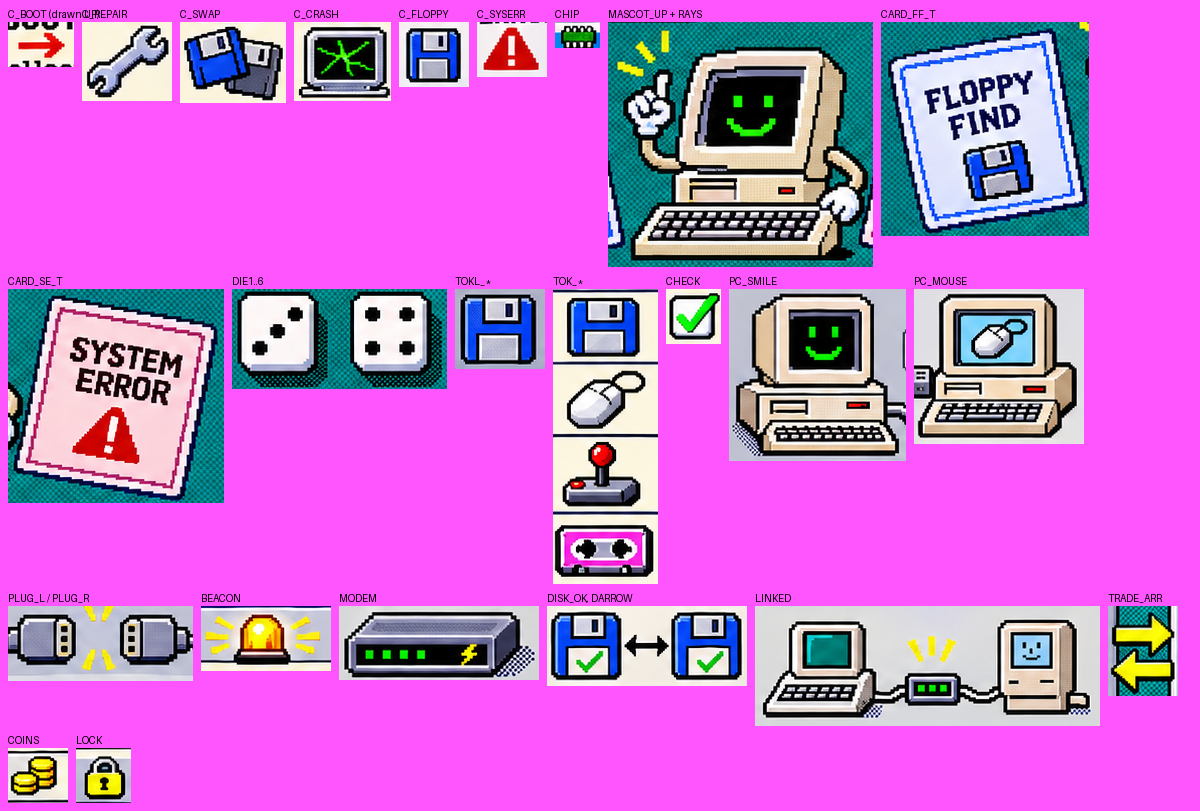 C_BOOT (drawn
C_REPAIR
C_SWAP
C_CRASH
C_FLOPPY
C_SYSERR
CHIP
MASCOT_UP + RAYS
CARD_FF_T
FLOPPY
FIND
CARD_SE_T
DIE1.6
TOKL_*
TOK_*
CHECK
PC_SMILE
PC_MOUSE
SYSTEM
ERROR
PLUG_L / PLUG_R
BEACON
MODEM
DISK_OK, DARROW
LINKED
TRADE_ARR
COINS
LOCK